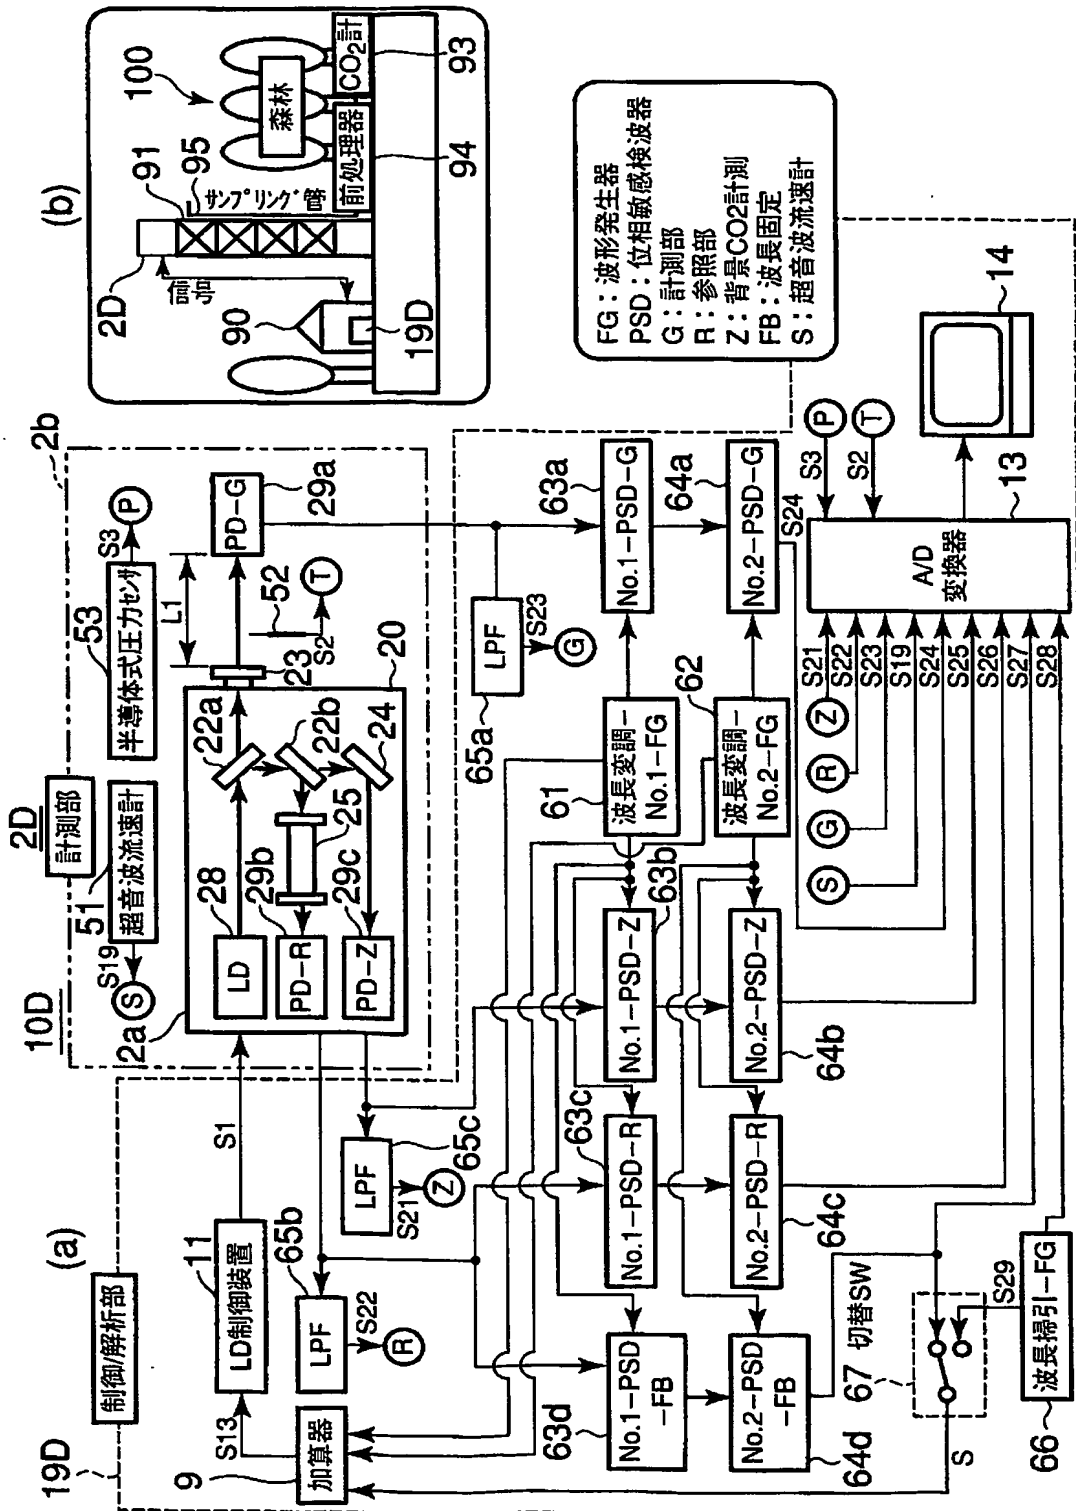 (a)
19D
制御/解析部
10D
2D
計測部
2b
51
超音波流速計
S19
S
53
半導体式圧力センサ
S3
P
2a
28
LD
29b
PD-R
29c
PD-Z
22a
22b
24
25
20
23
L1
52
S2
T
PD-G
29a
11
LD制御装置
S1
S13
9
加算器
65b
LPF
S22
R
65c
LPF
S21
Z
65a
LPF
S23
G
61
波長変調-
No.1-FG
62
波長変調-
No.2-FG
63a
No.1-PSD-G
64a
No.2-PSD-G
S24
63b
No.1-PSD-Z
64b
No.2-PSD-Z
63c
No.1-PSD-R
64c
No.2-PSD-R
63d
No.1-PSD
-FB
64d
No.2-PSD
-FB
67 切替SW
S
S29
66
波長掃引-FG
S
G
R
Z
S21
S22
S23
S19
S24
S25
S26
S27
S28
A/D
変換器
13
14
S3
P
S2
T
FG：波形発生器
PSD：位相敏感検波器
G：計測部
R：参照部
Z：背景CO2計測
FB：波長固定
S：超音波流速計
(b)
2D
信号
90
19D
91
95
サンプリング管
100
森林
前処理器
CO₂計
94
93